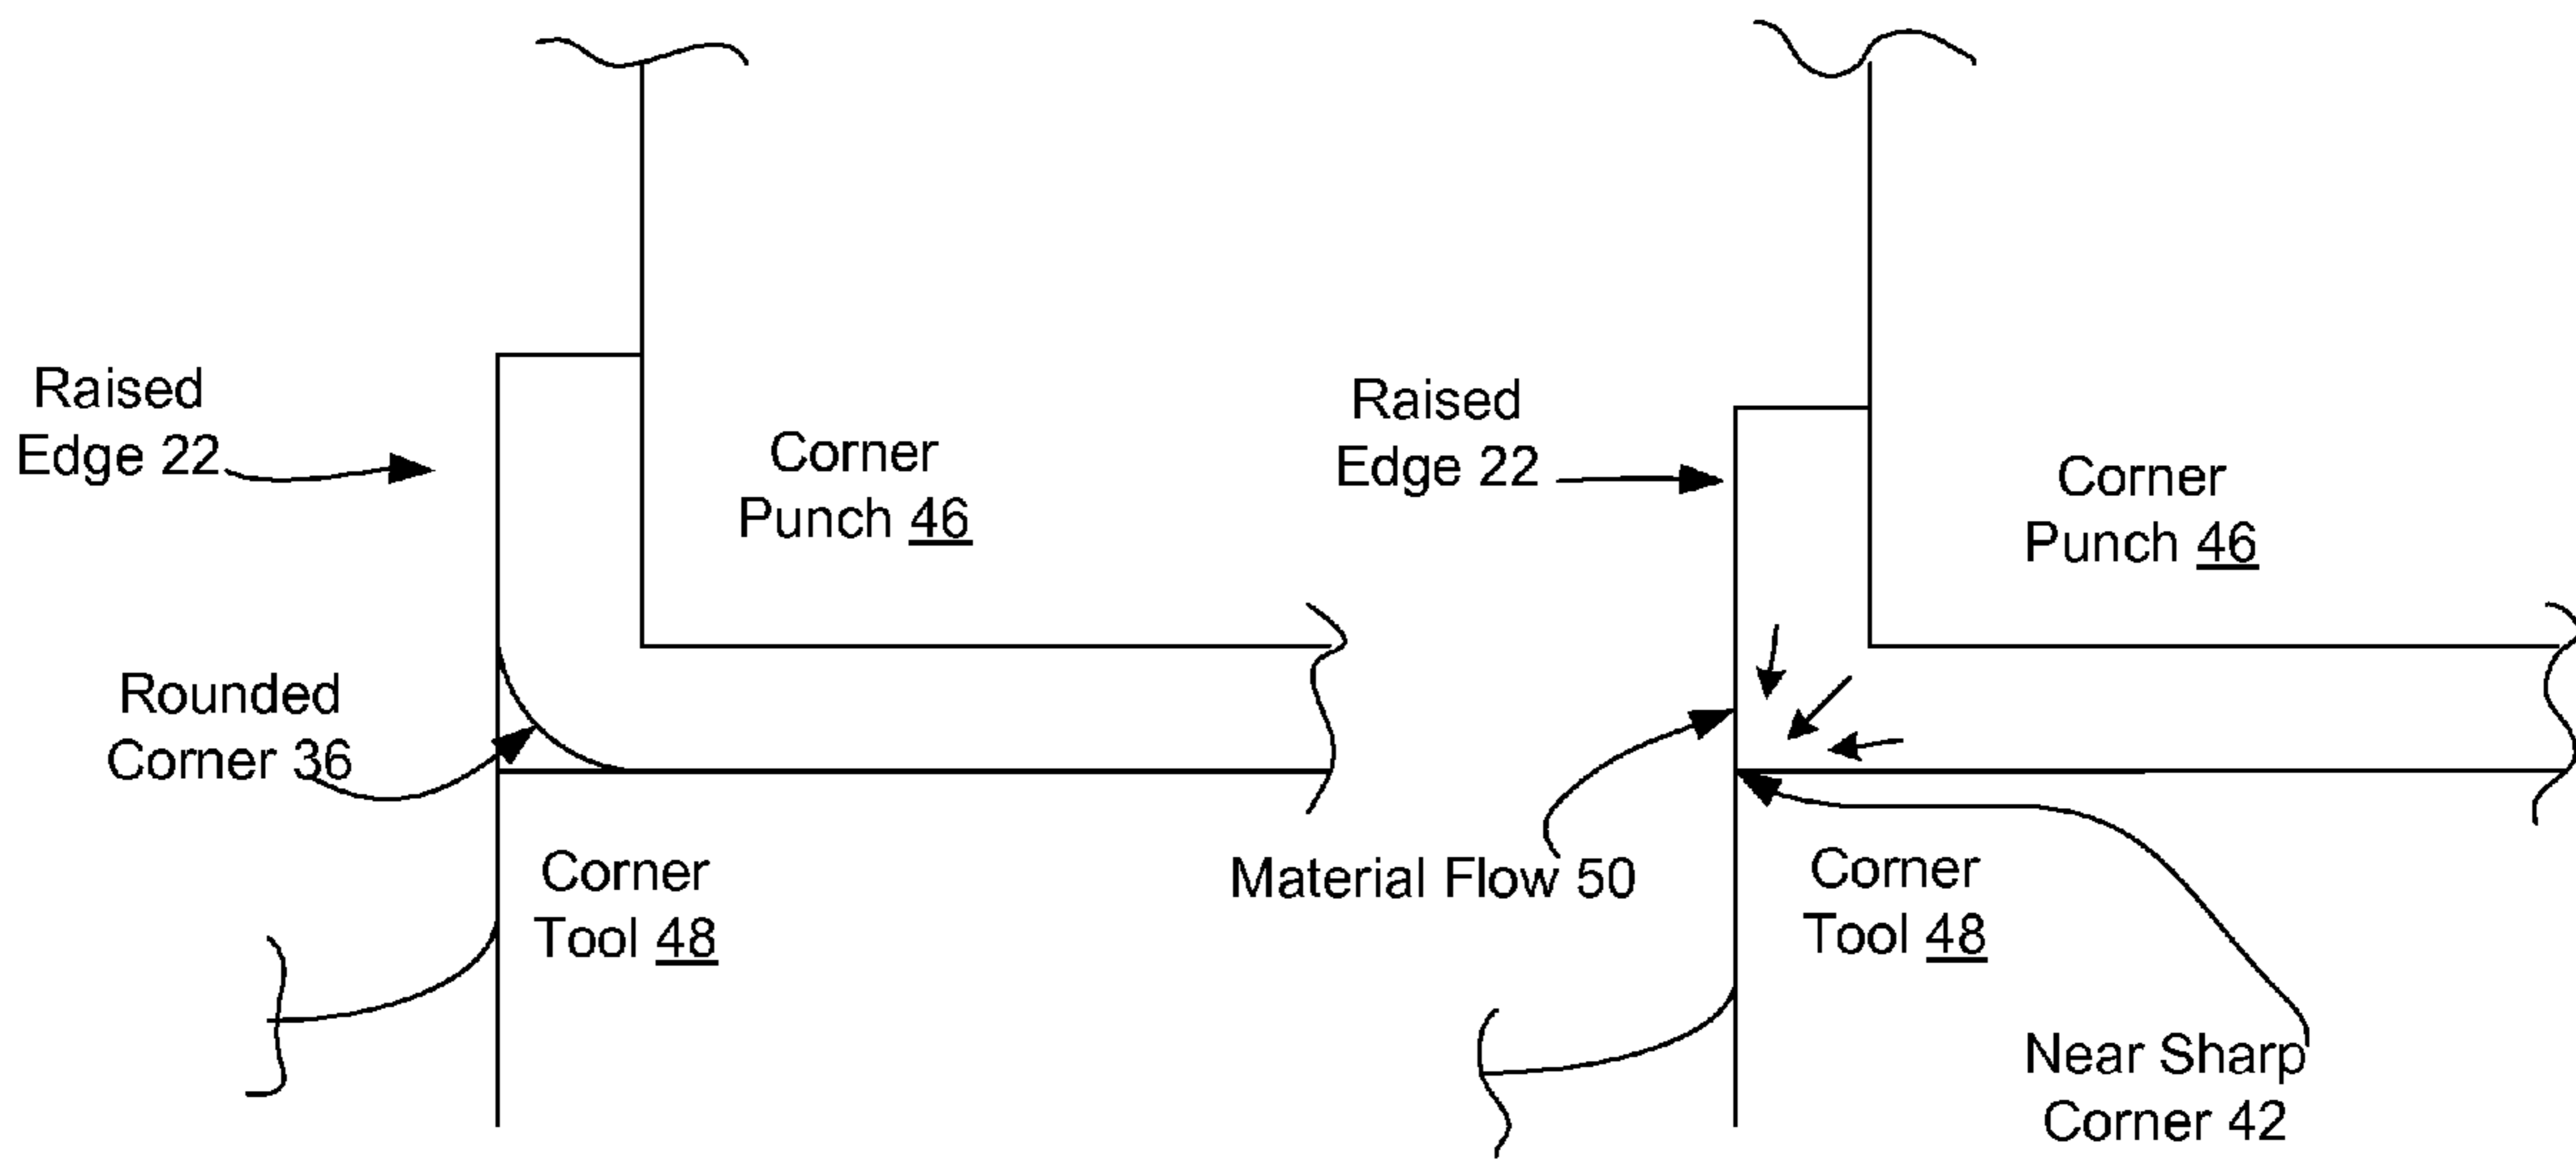 Raised
Edge 22
Corner
Punch 46
Rounded
Corner 36
Corner
Tool 48
Raised
Edge 22
Corner
Punch 46
Material Flow 50
Corner
Tool 48
Near Sharp
Corner 42